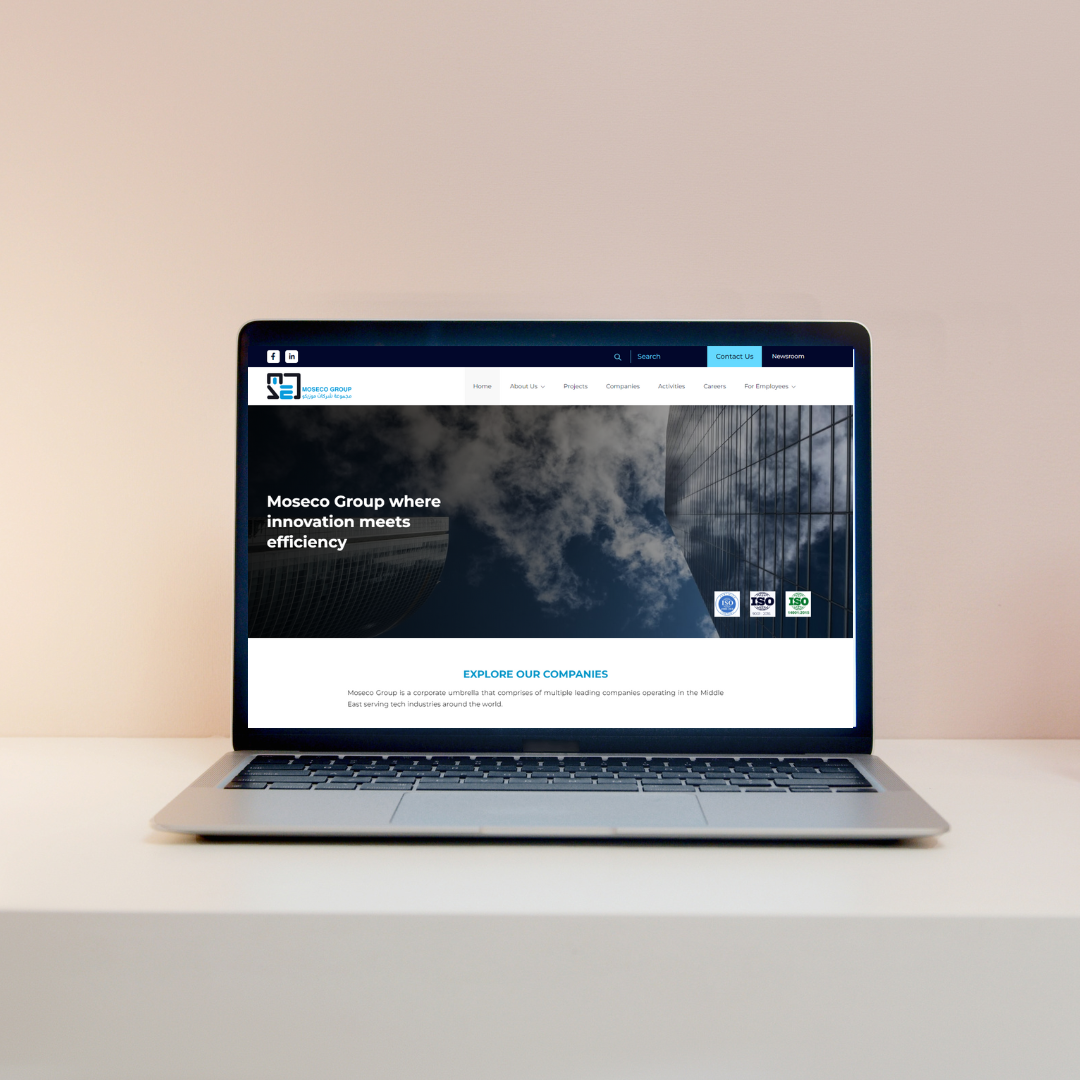 Search
Contact Us
Newsroom
MOSECO GROUP
مجموعة شركات موزيكو
Home
About Us
Projects
Companies
Activities
Careers
For Employees
Moseco Group where
innovation meets
efficiency
ISO
ISO
ISO
EXPLORE OUR COMPANIES
Moseco Group is a corporate umbrella that comprises of multiple leading companies operating in the Middle
East serving tech industries around the world.